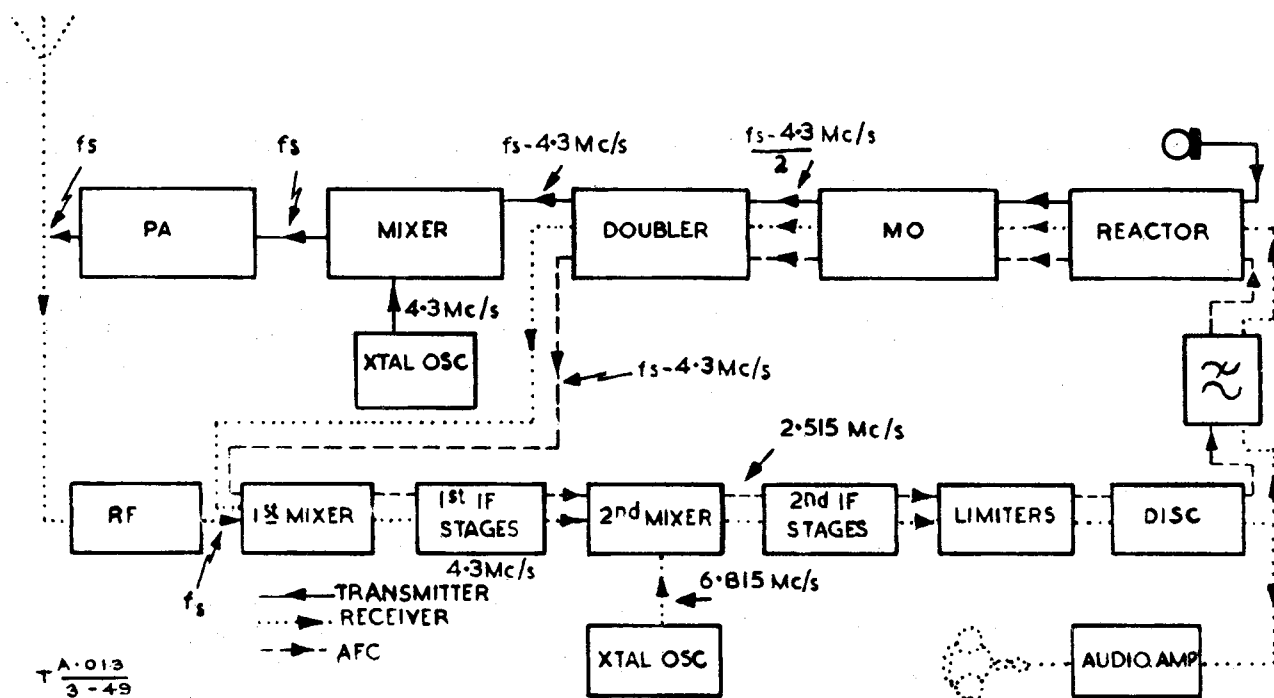 fs
fs
fs-4·3Mc/s
fs-4·3 Mc/s
2
PA
MIXER
DOUBLER
MO
REACTOR
4·3Mc/s
XTAL OSC
fs-4·3Mc/s
2·515 Mc/s
RF
1st MIXER
1st IF
STAGES
2nd MIXER
2nd IF
STAGES
LIMITERS
DISC
4·3Mc/s
fs
6·815 Mc/s
TRANSMITTER
RECEIVER
AFC
XTAL OSC
AUDIO AMP
T A·013
3-49